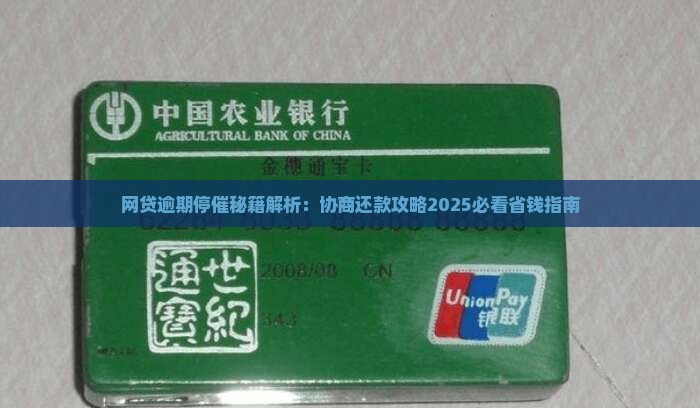 中国农业银行
AGRICULTURAL BANK OF CHINA
金穗通宝卡
网贷逾期停催秘籍解析：协商还款攻略2025必看省钱指南
2008/08 CN
世紀
通寶
343
UnionPay
银联